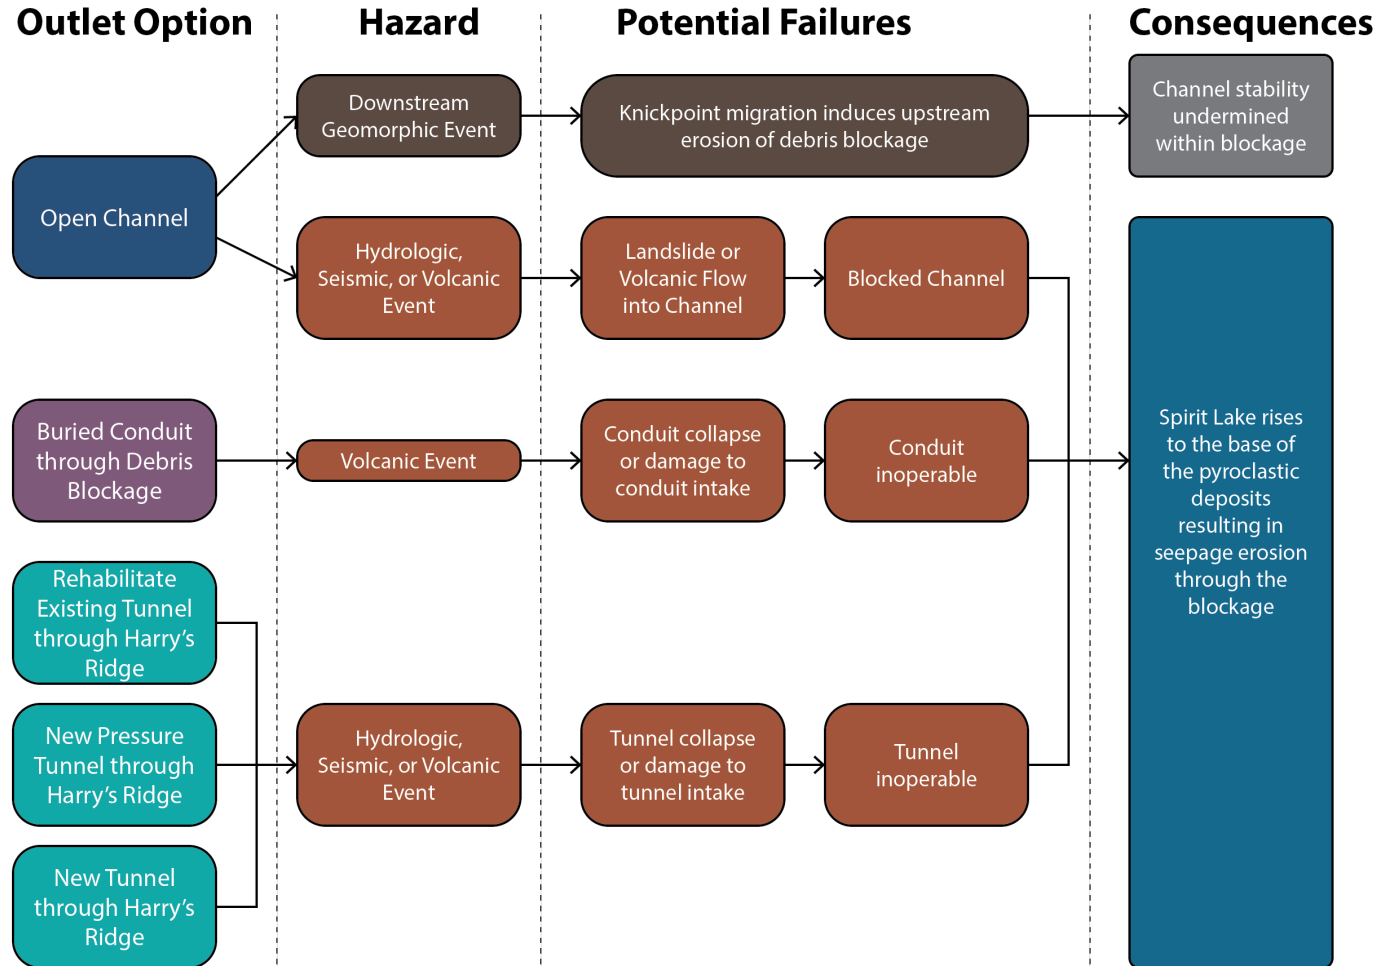 Outlet Option
Hazard
Potential Failures
Consequences
Open Channel
Downstream
Geomorphic Event
Knickpoint migration induces upstream
erosion of debris blockage
Channel stability
undermined
within blockage
Hydrologic,
Seismic, or Volcanic
Event
Landslide or
Volcanic Flow
into Channel
Blocked Channel
Buried Conduit
through Debris
Blockage
Volcanic Event
Conduit collapse
or damage to
conduit intake
Conduit
inoperable
Spirit Lake rises
to the base of
the pyroclastic
deposits
resulting in
seepage erosion
through the
blockage
Rehabilitate
Existing Tunnel
through Harry’s
Ridge
New Pressure
Tunnel through
Harry’s Ridge
New Tunnel
through Harry’s
Ridge
Hydrologic,
Seismic, or Volcanic
Event
Tunnel collapse
or damage to
tunnel intake
Tunnel
inoperable